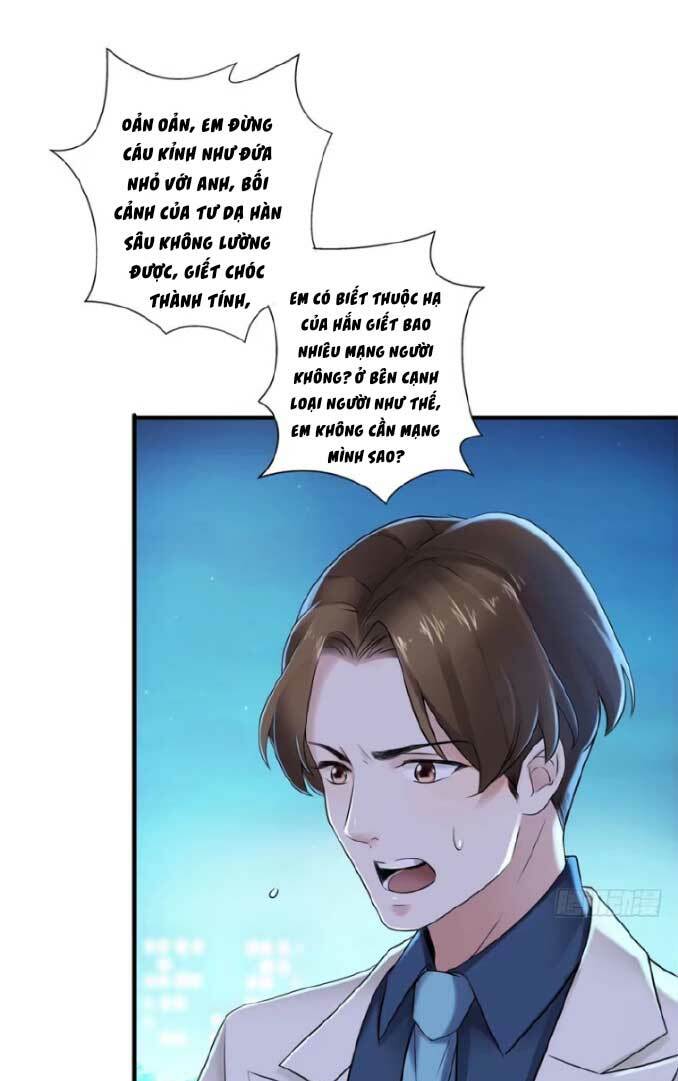 OẢN OẢN, EM ĐỪNG
CÁU KỈNH NHƯ ĐỨA
NHỎ VỚI ANH, BỐI
CẢNH CỦA TƯ DẠ HÀN
SÂU KHÔNG LƯỜNG
ĐƯỢC, GIẾT CHÓC
THÀNH TÍNH,
EM CÓ BIẾT THUỘC HẠ
CỦA HẮN GIẾT BAO
NHIÊU MẠNG NGƯỜI
KHÔNG? Ở BÊN CẠNH
LOẠI NGƯỜI NHƯ THẾ,
EM KHÔNG CẦN MẠNG
MÌNH SAO?